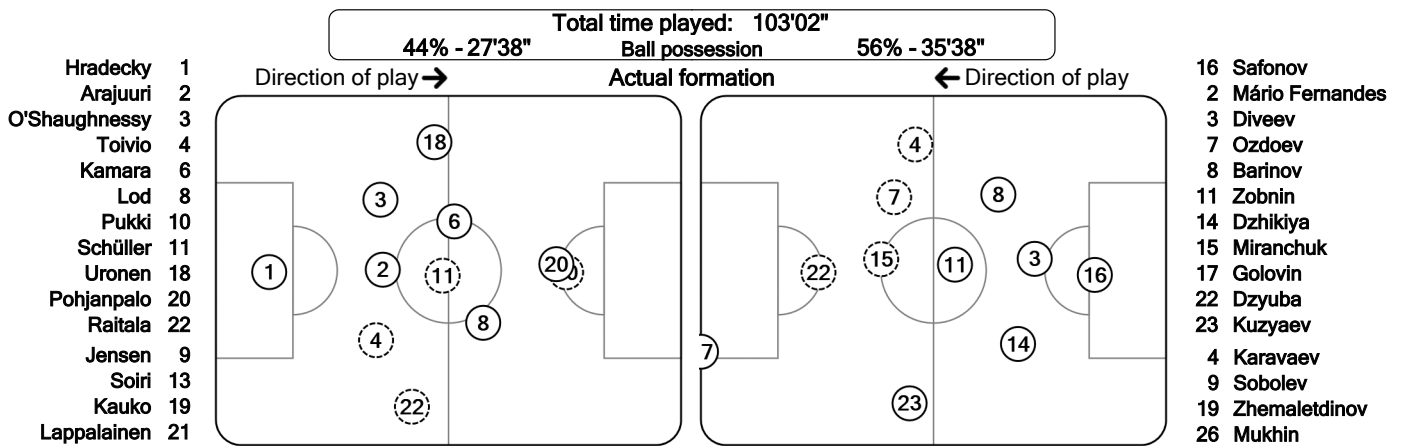 Total time played: 103'02"
44% - 27'38" Ball possession 56% - 35'38"
Direction of play Actual formation Direction of play
Hradecky 1
Arajuuri 2
O'Shaughnessy 3
Toivio 4
Kamara 6
Lod 8
Pukki 10
Schüller 11
Uronen 18
Pohjanpalo 20
Raitala 22
Jensen 9
Soiri 13
Kauko 19
Lappalainen 21
18
3
6
1
2
11
20
8
4
22
4
7
8
22
15
11
3
16
7
14
23
16 Safonov
2 Mário Fernandes
3 Diveev
7 Ozdoev
8 Barinov
11 Zobnin
14 Dzhikiya
15 Miranchuk
17 Golovin
22 Dzyuba
23 Kuzyaev
4 Karavaev
9 Sobolev
19 Zhemaletdinov
26 Mukhin